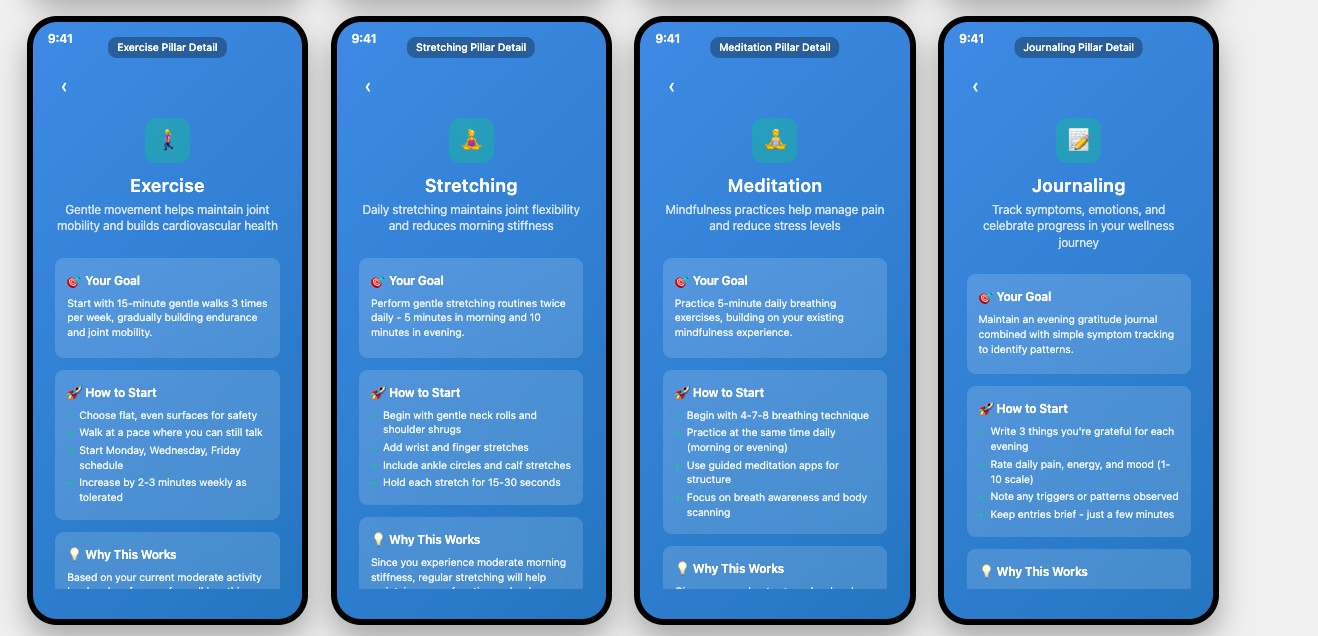 9:41
Exercise Pillar Detail
‹
Exercise
Gentle movement helps maintain joint
mobility and builds cardiovascular health
🎯 Your Goal
Start with 15-minute gentle walks 3 times
per week, gradually building endurance
and joint mobility.
🚀 How to Start
Choose flat, even surfaces for safety
Walk at a pace where you can still talk
Start Monday, Wednesday, Friday
schedule
Increase by 2-3 minutes weekly as
tolerated
💡 Why This Works
Based on your current moderate activity
9:41
Stretching Pillar Detail
‹
Stretching
Daily stretching maintains joint flexibility
and reduces morning stiffness
🎯 Your Goal
Perform gentle stretching routines twice
daily - 5 minutes in morning and 10
minutes in evening.
🚀 How to Start
Begin with gentle neck rolls and
shoulder shrugs
Add wrist and finger stretches
Include ankle circles and calf stretches
Hold each stretch for 15-30 seconds
💡 Why This Works
Since you experience moderate morning
stiffness, regular stretching will help
9:41
Meditation Pillar Detail
‹
Meditation
Mindfulness practices help manage pain
and reduce stress levels
🎯 Your Goal
Practice 5-minute daily breathing
exercises, building on your existing
mindfulness experience.
🚀 How to Start
Begin with 4-7-8 breathing technique
Practice at the same time daily
(morning or evening)
Use guided meditation apps for
structure
Focus on breath awareness and body
scanning
💡 Why This Works
9:41
Journaling Pillar Detail
‹
Journaling
Track symptoms, emotions, and
celebrate progress in your wellness
journey
🎯 Your Goal
Maintain an evening gratitude journal
combined with simple symptom tracking
to identify patterns.
🚀 How to Start
Write 3 things you're grateful for each
evening
Rate daily pain, energy, and mood (1-
10 scale)
Note any triggers or patterns observed
Keep entries brief - just a few minutes
💡 Why This Works